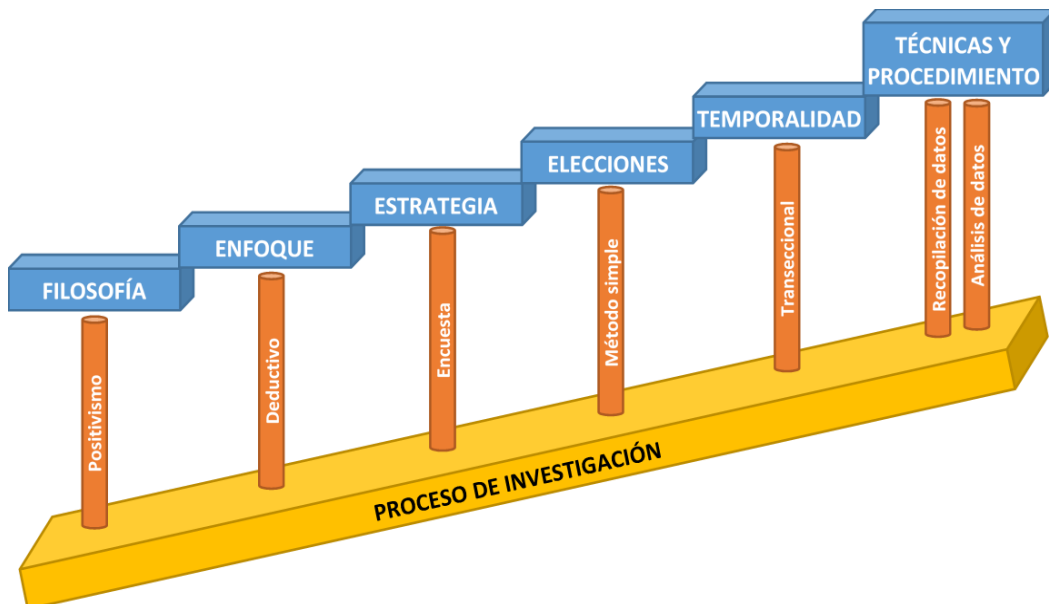 FILOSOFÍA
ENFOQUE
ESTRATEGIA
ELECCIONES
TEMPORALIDAD
TÉCNICAS Y
PROCEDIMIENTO
Positivismo
Deductivo
Encuesta
Método simple
Transeccional
Recopilación de datos
Análisis de datos
PROCESO DE INVESTIGACIÓN